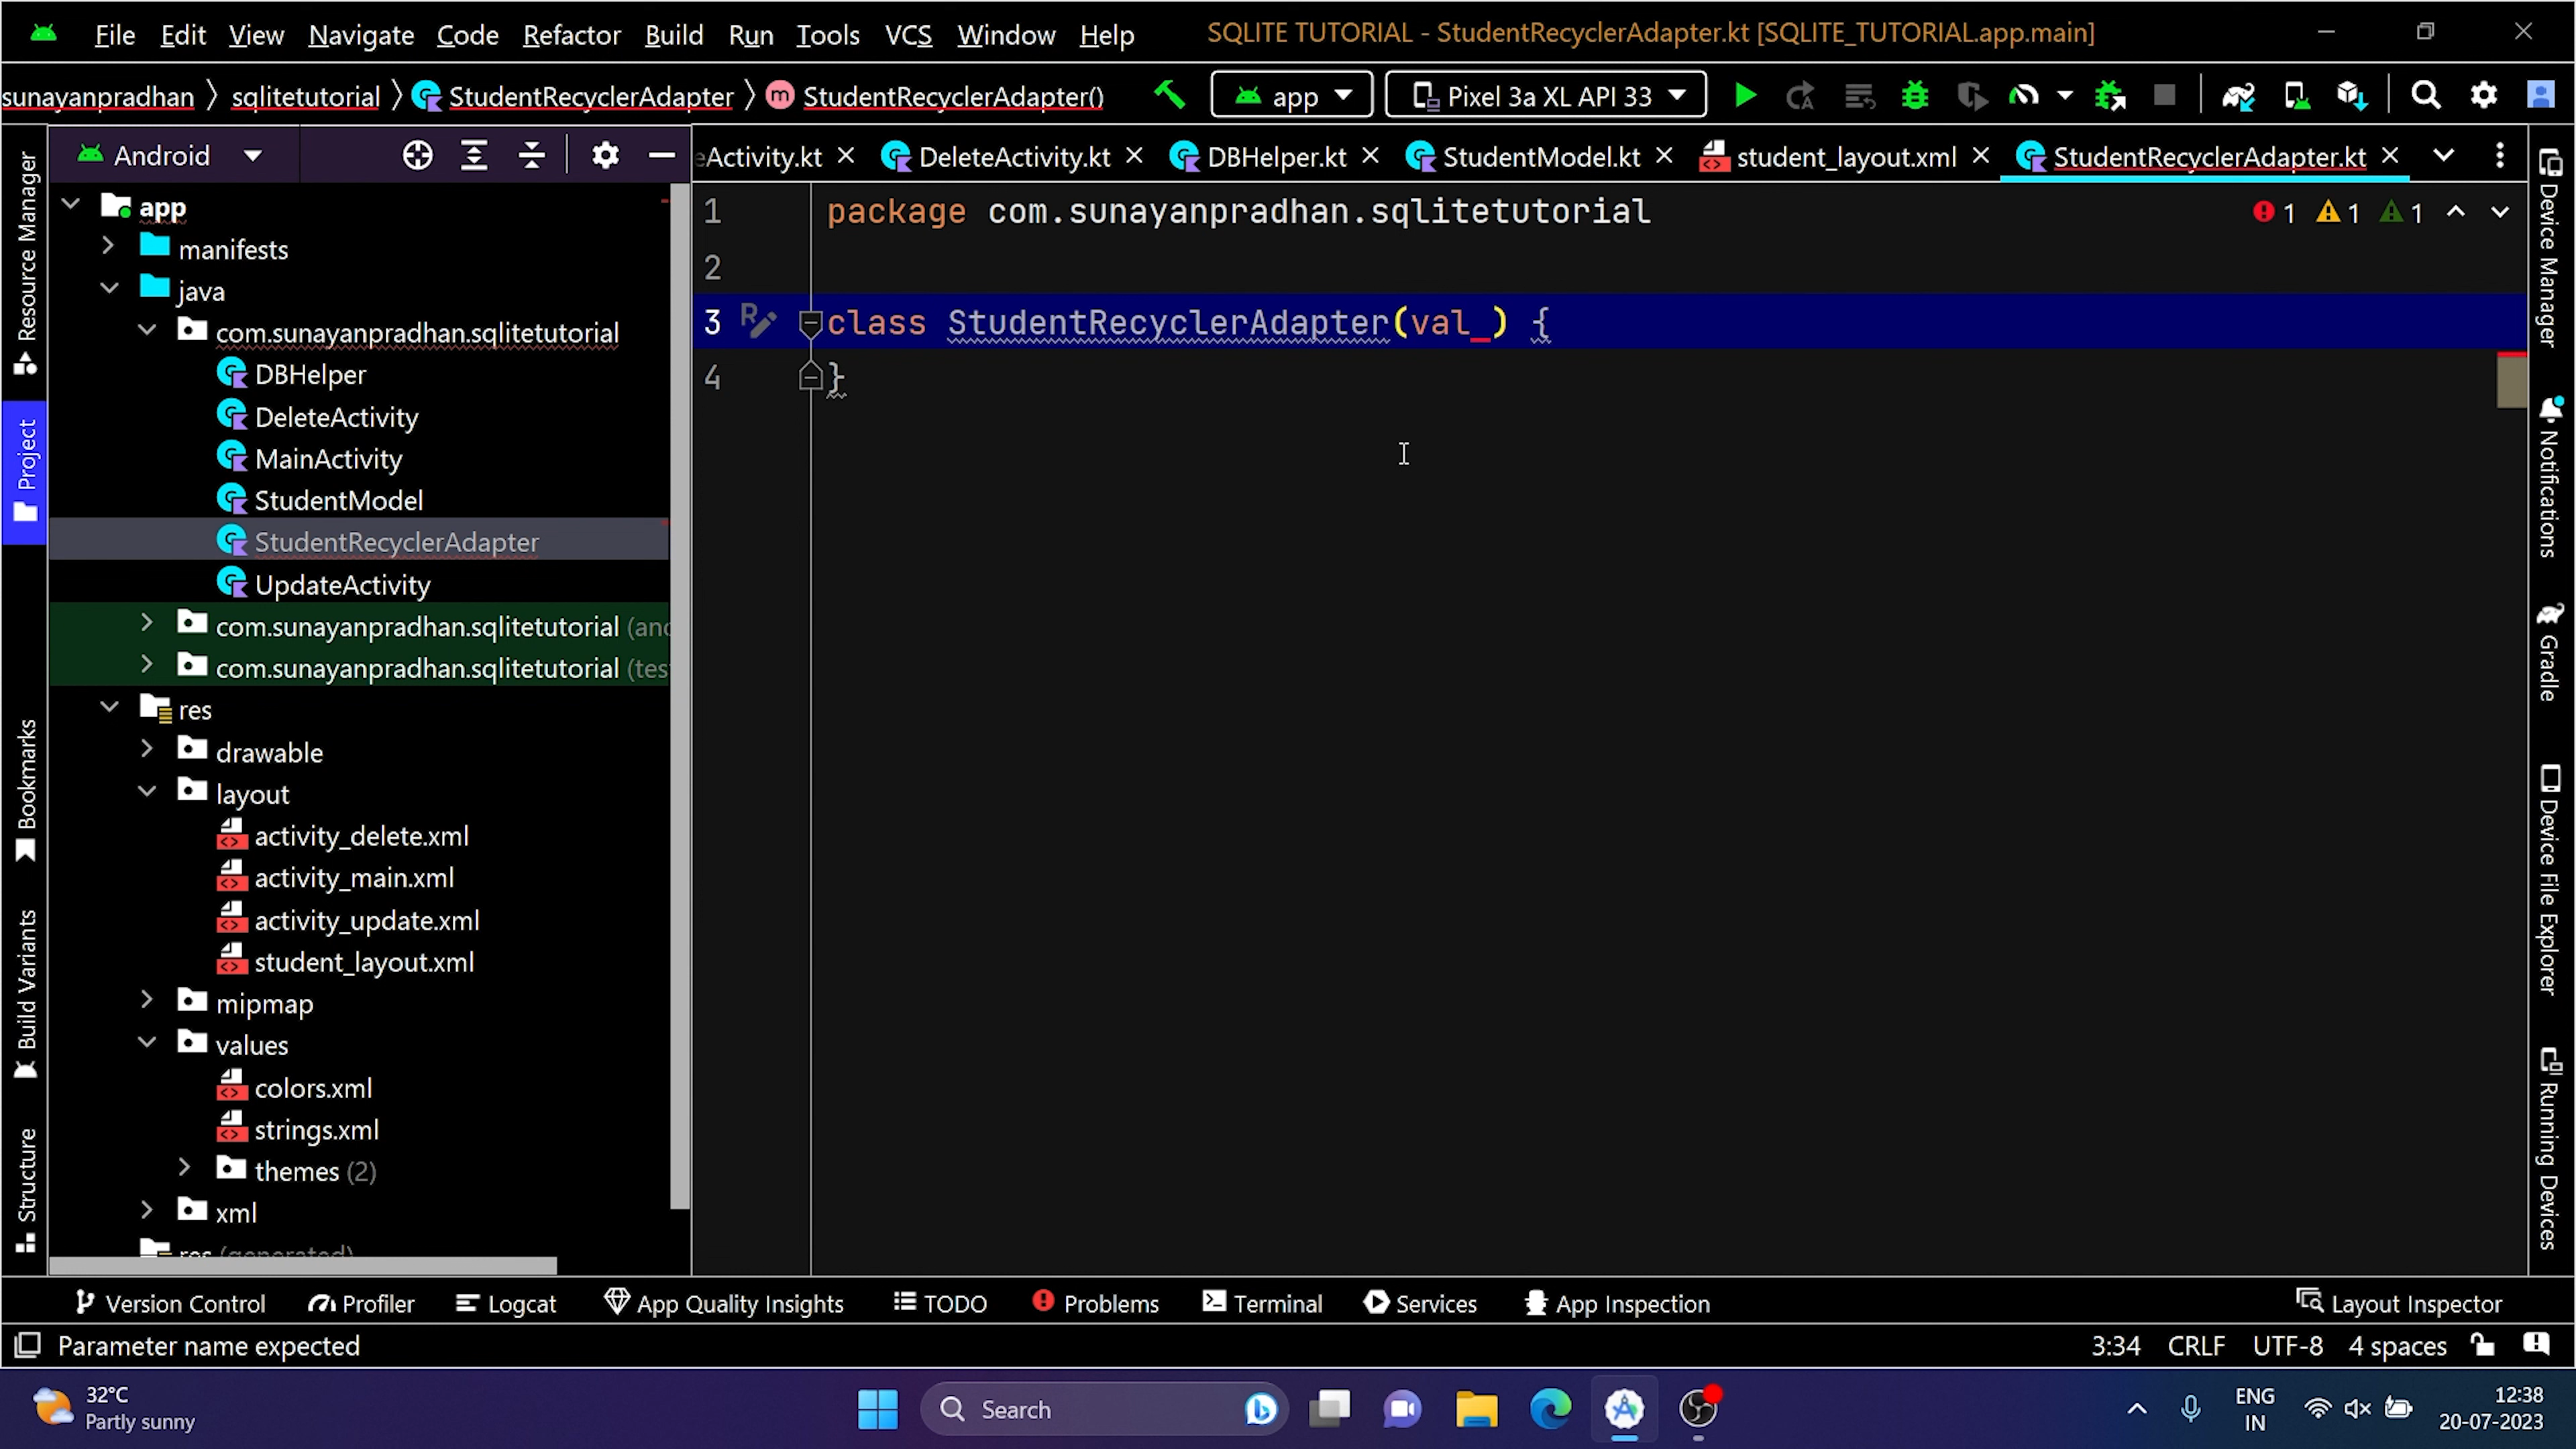 File Edit View Navigate Code Refactor Build Run Tools VCS Window Help SQLITE TUTORIAL - StudentRecyclerAdapter.kt [SQLITE_TUTORIAL.app.main]
sunayanpradhan sqlitetutorial StudentRecyclerAdapter StudentRecyclerAdapter() app Pixel 3a XL API 33
Android
eActivity.kt DeleteActivity.kt DBHelper.kt StudentModel.kt student_layout.xml StudentRecyclerAdapter.kt
Resource Manager
Project
Bookmarks
Build Variants
Structure
app
manifests
java
com.sunayanpradhan.sqlitetutorial
DBHelper
DeleteActivity
MainActivity
StudentModel
StudentRecyclerAdapter
UpdateActivity
com.sunayanpradhan.sqlitetutorial (and
com.sunayanpradhan.sqlitetutorial (tes
res
drawable
layout
activity_delete.xml
activity_main.xml
activity_update.xml
student_layout.xml
mipmap
values
colors.xml
strings.xml
themes (2)
xml
res (generated)
1 package com.sunayanpradhan.sqlitetutorial
1 1 1
2
3 class StudentRecyclerAdapter(val ) {
4 }
Device Manager
Notifications
Gradle
Device File Explorer
Running Devices
Version Control Profiler Logcat App Quality Insights TODO Problems Terminal Services App Inspection Layout Inspector
Parameter name expected 3:34 CRLF UTF-8 4 spaces
32°C
Partly sunny
Search
ENG
IN
12:38
20-07-2023